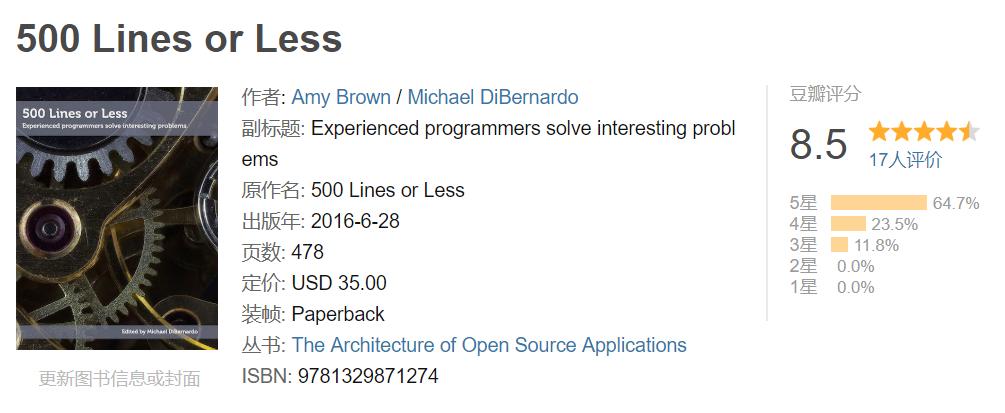 500 Lines or Less
500 Lines or Less
Experienced programmers solve interesting problems
Edited by Michael DiBernardo
更新图书信息或封面
作者: Amy Brown / Michael DiBernardo
副标题: Experienced programmers solve interesting probl
ems
原作名: 500 Lines or Less
出版年: 2016-6-28
页数: 478
定价: USD 35.00
装帧: Paperback
丛书: The Architecture of Open Source Applications
ISBN: 9781329871274
豆瓣评分
8.5
17人评价
5星 64.7%
4星 23.5%
3星 11.8%
2星 0.0%
1星 0.0%